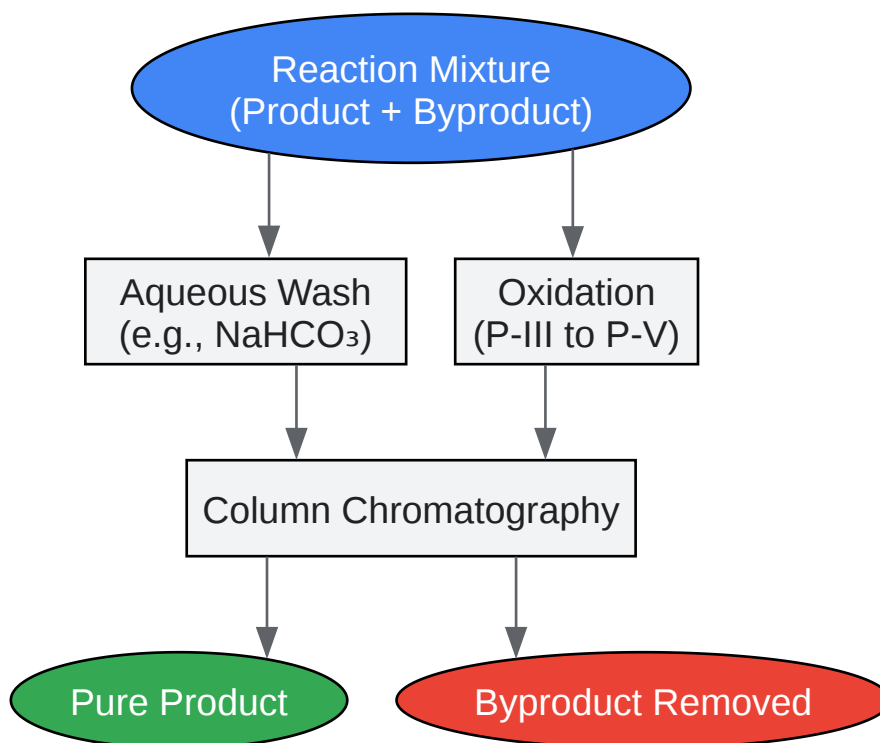 Reaction Mixture
(Product + Byproduct)
Aqueous Wash
(e.g., NaHCO₃)
Oxidation
(P-III to P-V)
Column Chromatography
Pure Product
Byproduct Removed